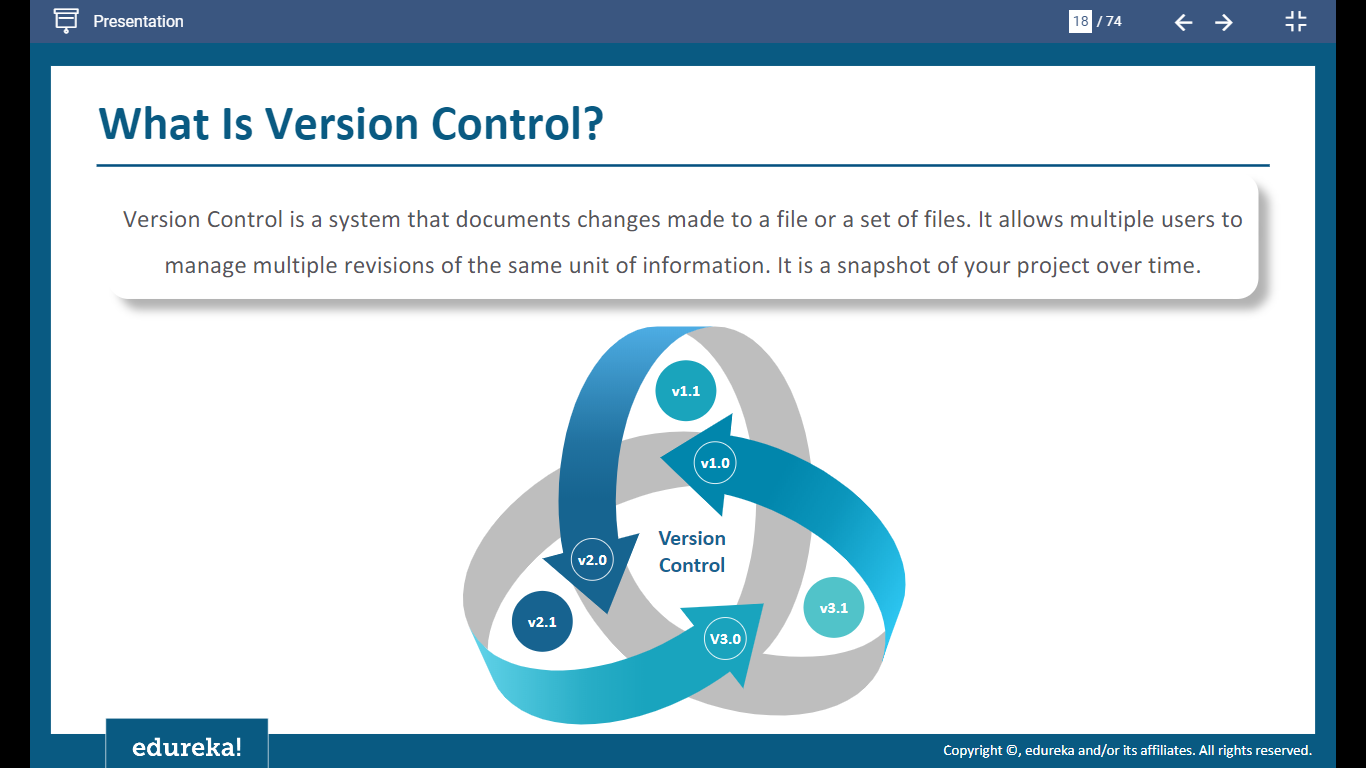 Presentation
18 / 74
What Is Version Control?
Version Control is a system that documents changes made to a file or a set of files. It allows multiple users to
manage multiple revisions of the same unit of information. It is a snapshot of your project over time.
v1.1
v1.0
Version
Control
v2.0
v2.1
v3.1
V3.0
edureka!
Copyright ©, edureka and/or its affiliates. All rights reserved.